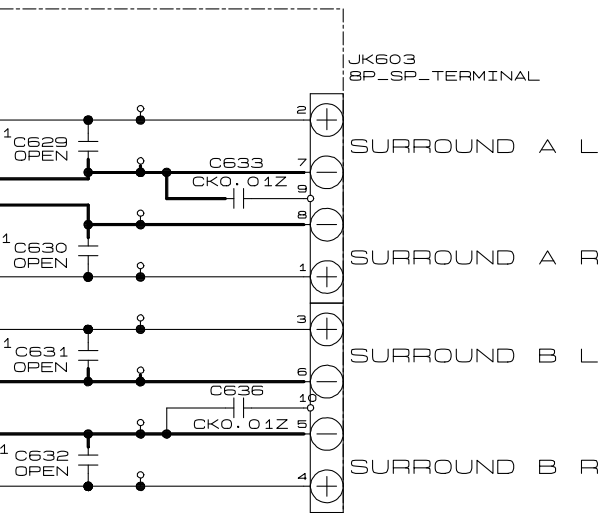 JK603
8P_SP_TERMINAL
2
1 C629
OPEN
SURROUND A L
C633
7
CK0.01Z
9
8
1 C630
OPEN
SURROUND A R
1
3
1 C631
OPEN
SURROUND B L
6
C636
10
CK0.01Z 5
1 C632
OPEN
SURROUND B R
4